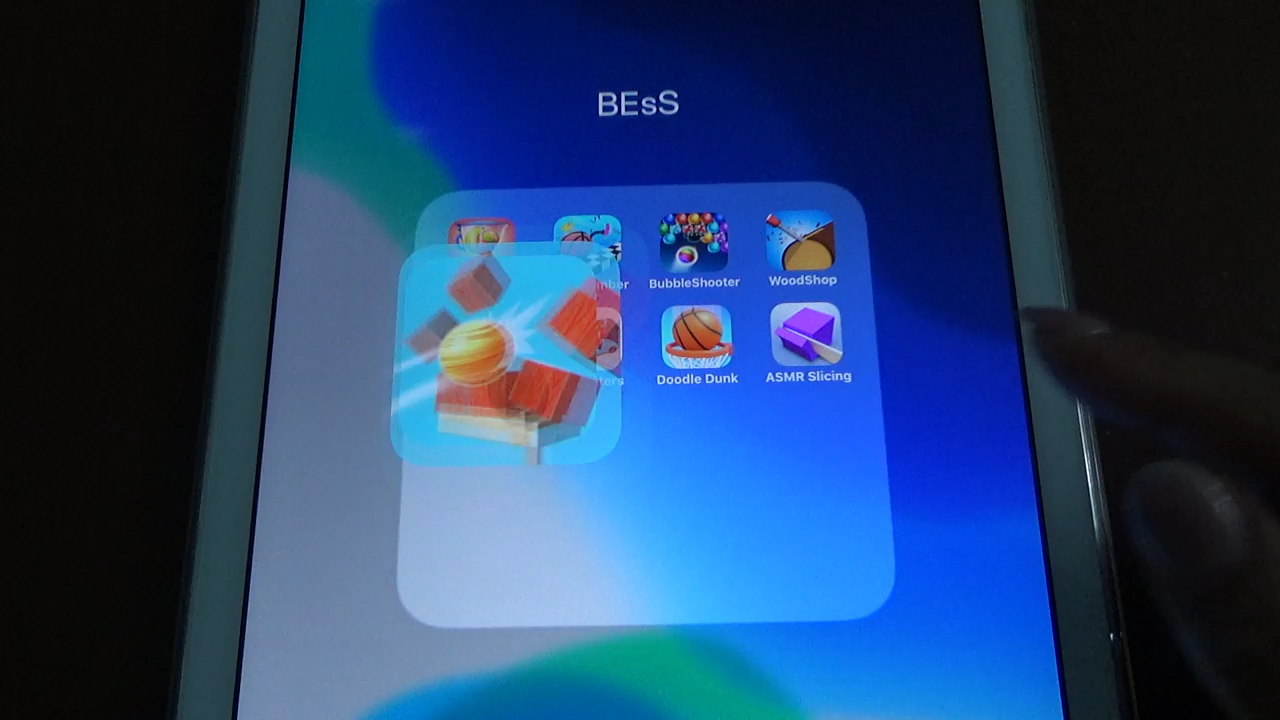 BEsS
BubbleShooter
WoodShop
Doodle Dunk
ASMR Slicing